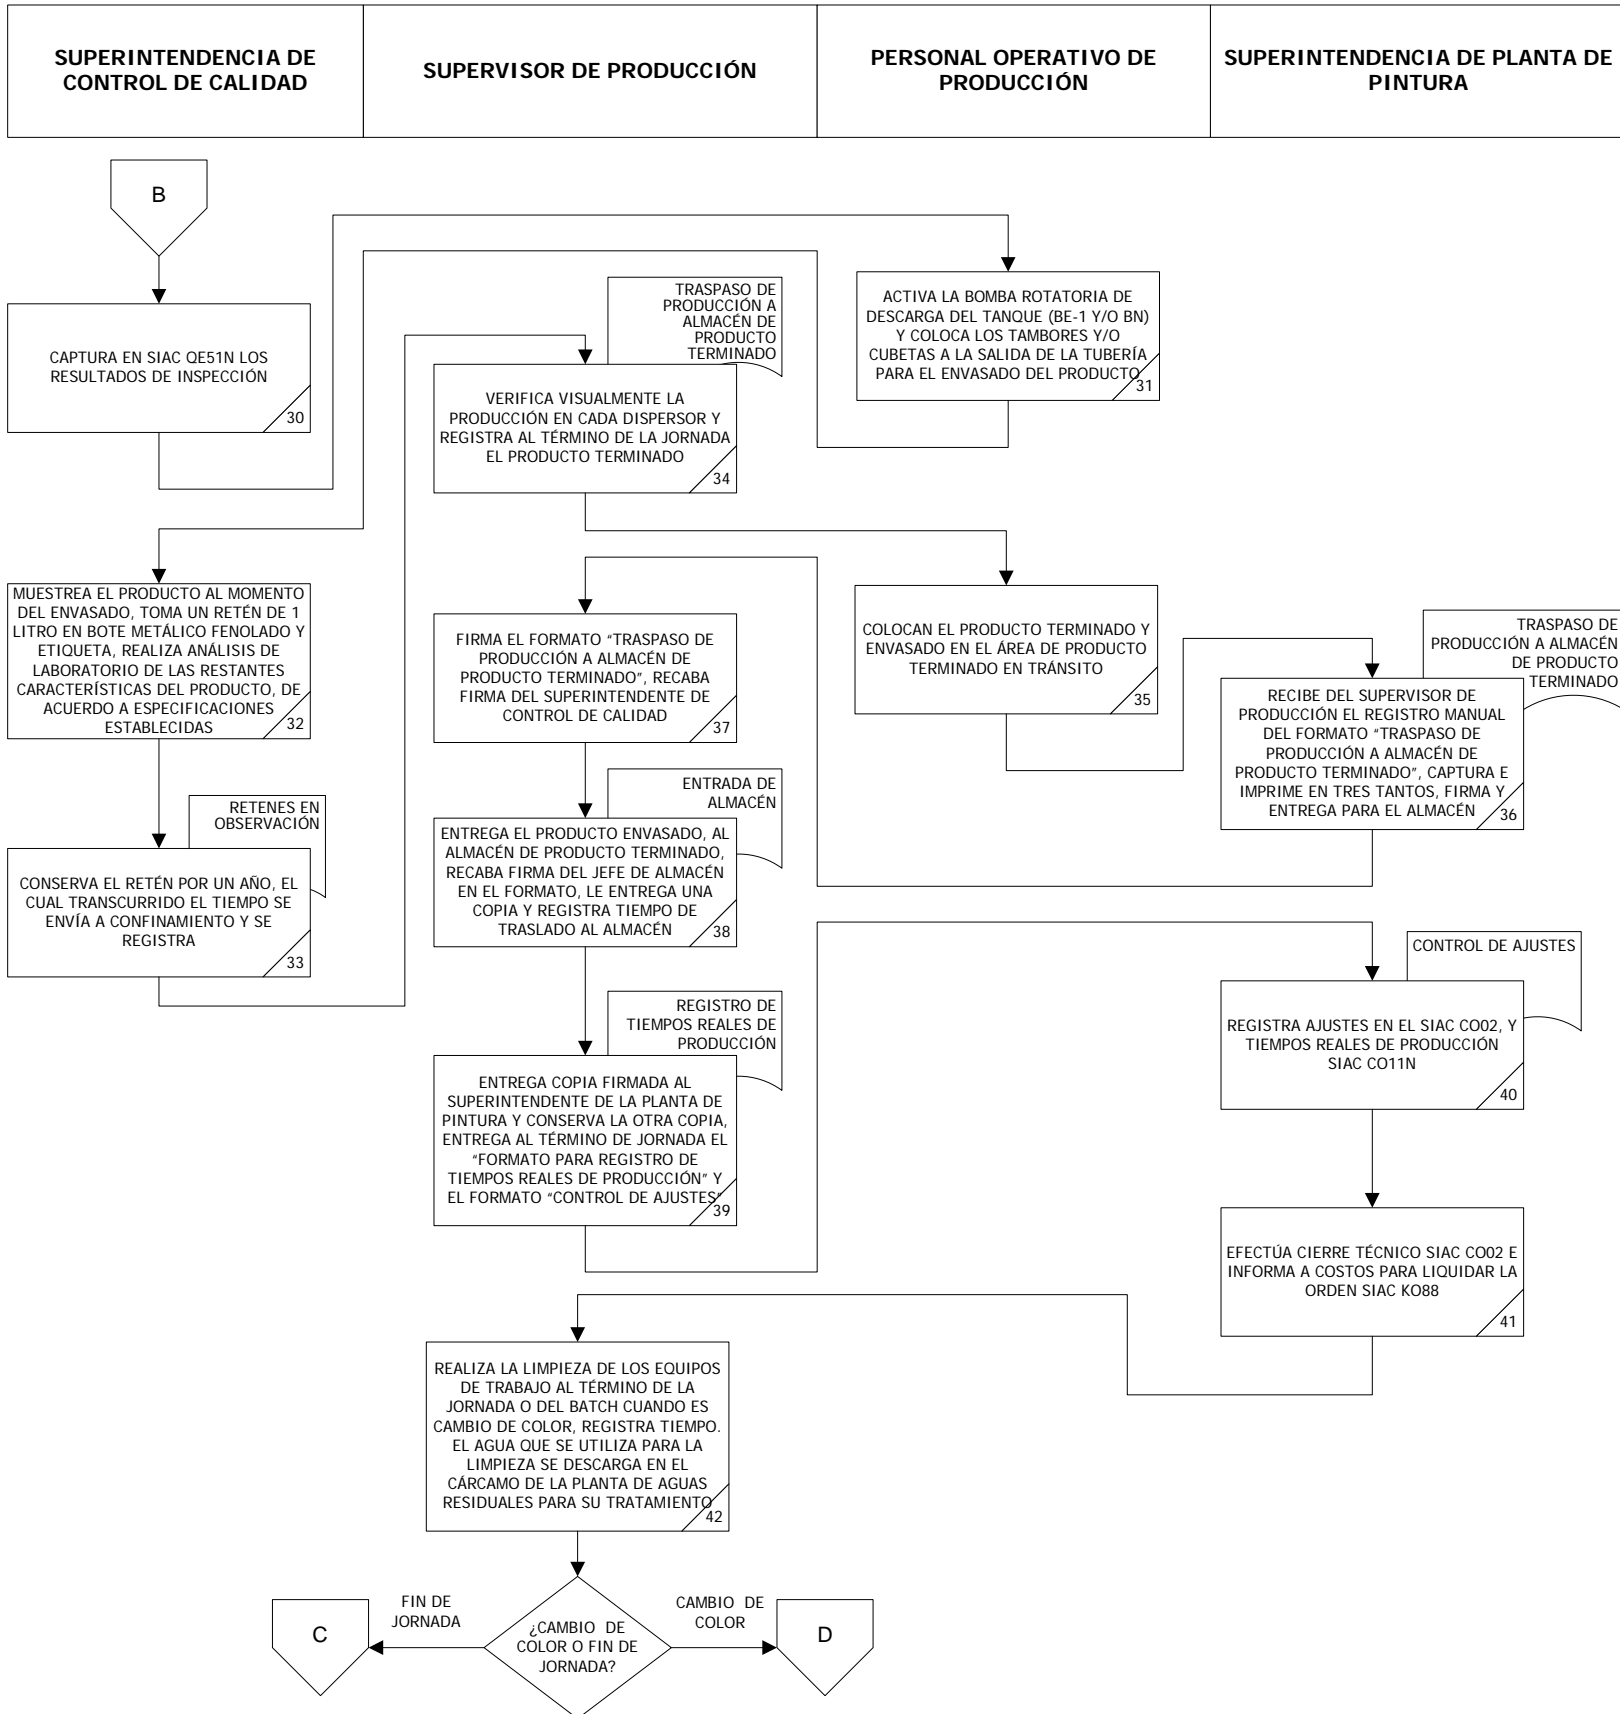 SUPERINTENDENCIA DE
CONTROL DE CALIDAD
SUPERVISOR DE PRODUCCIÓN
PERSONAL OPERATIVO DE
PRODUCCIÓN
SUPERINTENDENCIA DE PLANTA DE
PINTURA
B
CAPTURA EN SIAC QE51N LOS
RESULTADOS DE INSPECCIÓN
30
ACTIVA LA BOMBA ROTATORIA DE
DESCARGA DEL TANQUE (BE-1 Y/O BN)
Y COLOCA LOS TAMBORES Y/O
CUBETAS A LA SALIDA DE LA TUBERÍA
PARA EL ENVASADO DEL PRODUCTO
31
MUESTREA EL PRODUCTO AL MOMENTO
DEL ENVASADO, TOMA UN RETÉN DE 1
LITRO EN BOTE METÁLICO FENOLADO Y
ETIQUETA, REALIZA ANÁLISIS DE
LABORATORIO DE LAS RESTANTES
CARACTERÍSTICAS DEL PRODUCTO, DE
ACUERDO A ESPECIFICACIONES
ESTABLECIDAS
32
RETENES EN
OBSERVACIÓN
CONSERVA EL RETÉN POR UN AÑO, EL
CUAL TRANSCURRIDO EL TIEMPO SE
ENVÍA A CONFINAMIENTO Y SE
REGISTRA
33
TRASPASO DE
PRODUCCIÓN A
ALMACÉN DE
PRODUCTO
TERMINADO
VERIFICA VISUALMENTE LA
PRODUCCIÓN EN CADA DISPERSOR Y
REGISTRA AL TÉRMINO DE LA JORNADA
EL PRODUCTO TERMINADO
34
COLOCAN EL PRODUCTO TERMINADO Y
ENVASADO EN EL ÁREA DE PRODUCTO
TERMINADO EN TRÁNSITO
35
TRASPASO DE
PRODUCCIÓN A ALMACÉN
DE PRODUCTO
TERMINADO
RECIBE DEL SUPERVISOR DE
PRODUCCIÓN EL REGISTRO MANUAL
DEL FORMATO “TRASPASO DE
PRODUCCIÓN A ALMACÉN DE
PRODUCTO TERMINADO”, CAPTURA E
IMPRIME EN TRES TANTOS, FIRMA Y
ENTREGA PARA EL ALMACÉN
36
FIRMA EL FORMATO “TRASPASO DE
PRODUCCIÓN A ALMACÉN DE
PRODUCTO TERMINADO”, RECABA
FIRMA DEL SUPERINTENDENTE DE
CONTROL DE CALIDAD
37
ENTRADA DE
ALMACÉN
ENTREGA EL PRODUCTO ENVASADO, AL
ALMACÉN DE PRODUCTO TERMINADO,
RECABA FIRMA DEL JEFE DE ALMACÉN
EN EL FORMATO, LE ENTREGA UNA
COPIA Y REGISTRA TIEMPO DE
TRASLADO AL ALMACÉN
38
REGISTRO DE
TIEMPOS REALES DE
PRODUCCIÓN
ENTREGA COPIA FIRMADA AL
SUPERINTENDENTE DE LA PLANTA DE
PINTURA Y CONSERVA LA OTRA COPIA,
ENTREGA AL TÉRMINO DE JORNADA EL
“FORMATO PARA REGISTRO DE
TIEMPOS REALES DE PRODUCCIÓN” Y
EL FORMATO “CONTROL DE AJUSTES”
39
CONTROL DE AJUSTES
REGISTRA AJUSTES EN EL SIAC CO02, Y
TIEMPOS REALES DE PRODUCCIÓN
SIAC CO11N
40
EFECTÚA CIERRE TÉCNICO SIAC CO02 E
INFORMA A COSTOS PARA LIQUIDAR LA
ORDEN SIAC KO88
41
REALIZA LA LIMPIEZA DE LOS EQUIPOS
DE TRABAJO AL TÉRMINO DE LA
JORNADA O DEL BATCH CUANDO ES
CAMBIO DE COLOR, REGISTRA TIEMPO.
EL AGUA QUE SE UTILIZA PARA LA
LIMPIEZA SE DESCARGA EN EL
CÁRCAMO DE LA PLANTA DE AGUAS
RESIDUALES PARA SU TRATAMIENTO
42
¿CAMBIO DE
COLOR O FIN DE
JORNADA?
FIN DE
JORNADA
C
CAMBIO DE
COLOR
D